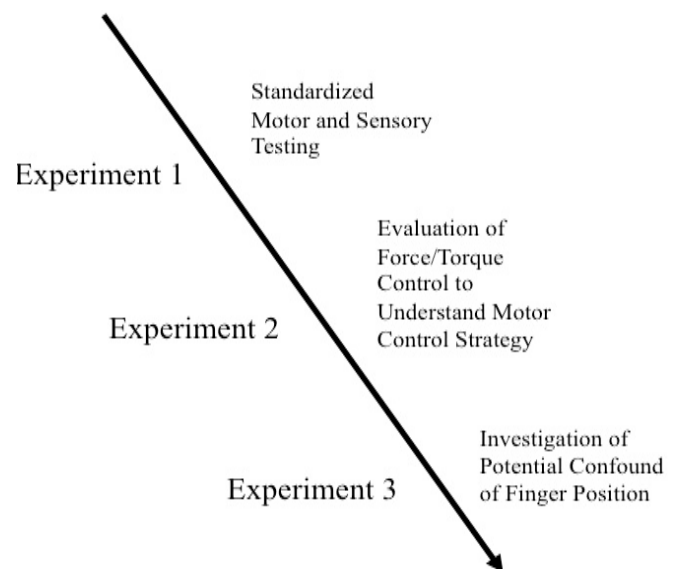 Standardized
Motor and Sensory
Testing
Experiment 1
Evaluation of
Force/Torque
Control to
Understand Motor
Control Strategy
Experiment 2
Investigation of
Potential Confound
of Finger Position
Experiment 3